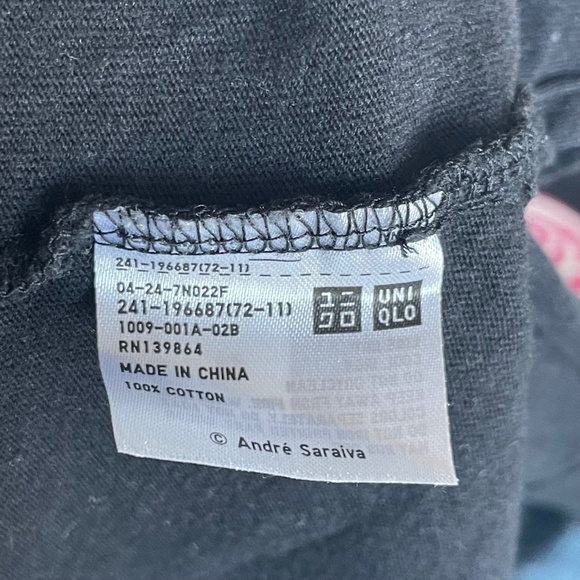 241-196687(72-11)
04-24-7N022F
241-196687(72-11)
ユニ
クロ
UNI
QLO
1009-001A-02B
RN139864
MADE IN CHINA
100% COTTON
© André Saraiva